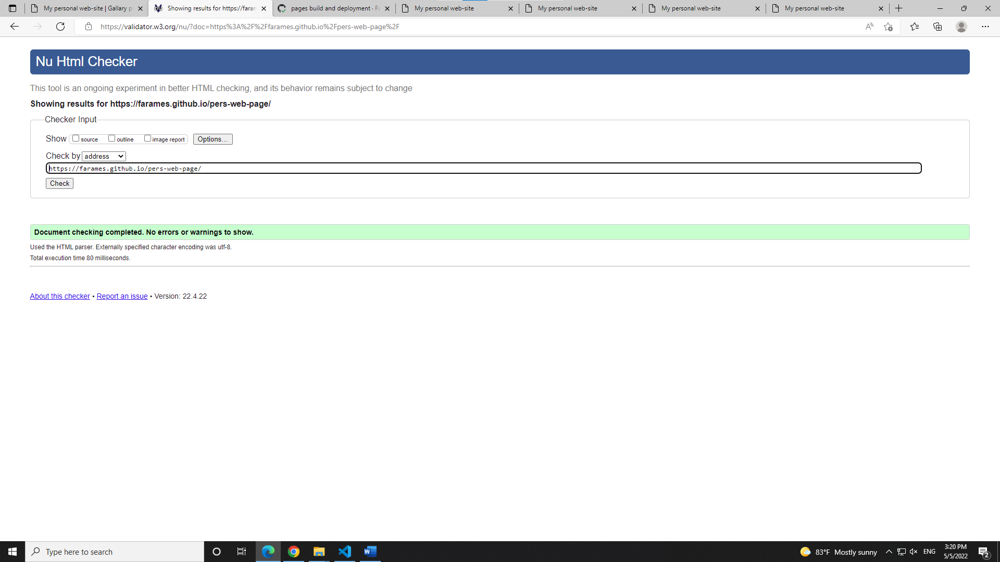 My personal web-site | Gallary p
Showing results for https://faram
pages build and deployment · Fa
My personal web-site
My personal web-site
My personal web-site
My personal web-site
https://validator.w3.org/nu/?doc=https%3A%2F%2Ffarames.github.io%2Fpers-web-page%2F
Nu Html Checker
This tool is an ongoing experiment in better HTML checking, and its behavior remains subject to change
Showing results for https://farames.github.io/pers-web-page/
Checker Input
Show source outline image report Options...
Check by address
https://farames.github.io/pers-web-page/
Check
Document checking completed. No errors or warnings to show.
Used the HTML parser. Externally specified character encoding was utf-8.
Total execution time 80 milliseconds.
About this checker • Report an issue • Version: 22.4.22
Type here to search
83°F Mostly sunny
ENG
3:20 PM
5/5/2022
2